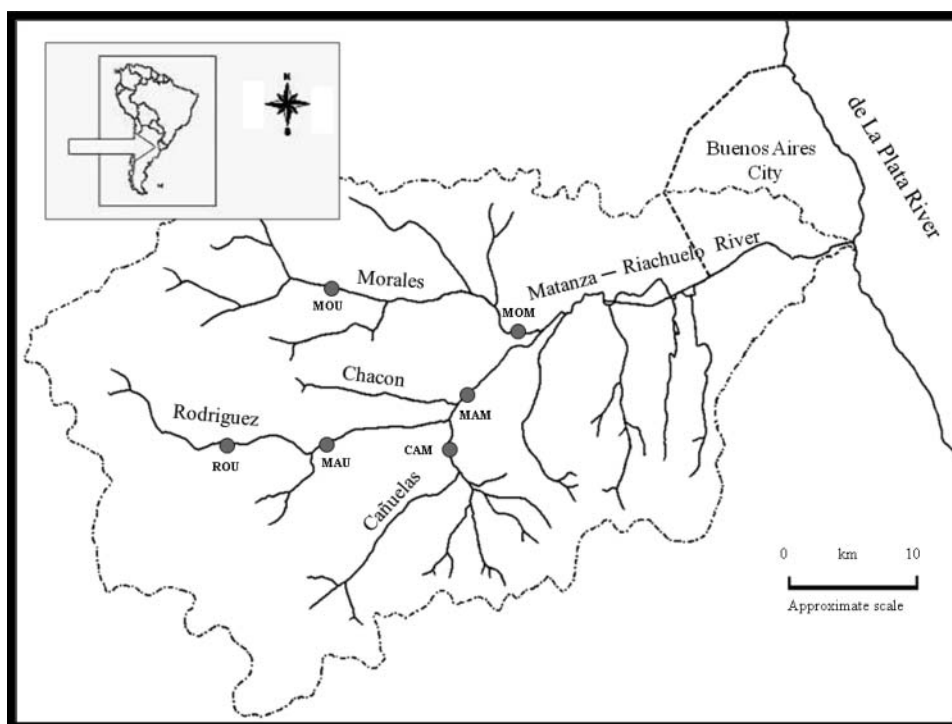 N
S
Buenos Aires
City
de La Plata River
Matanza – Riachuelo River
Morales
MOU
MOM
Chacon
MAM
Rodriguez
ROU
MAU
CAM
Cañuelas
0 km 10
Approximate scale